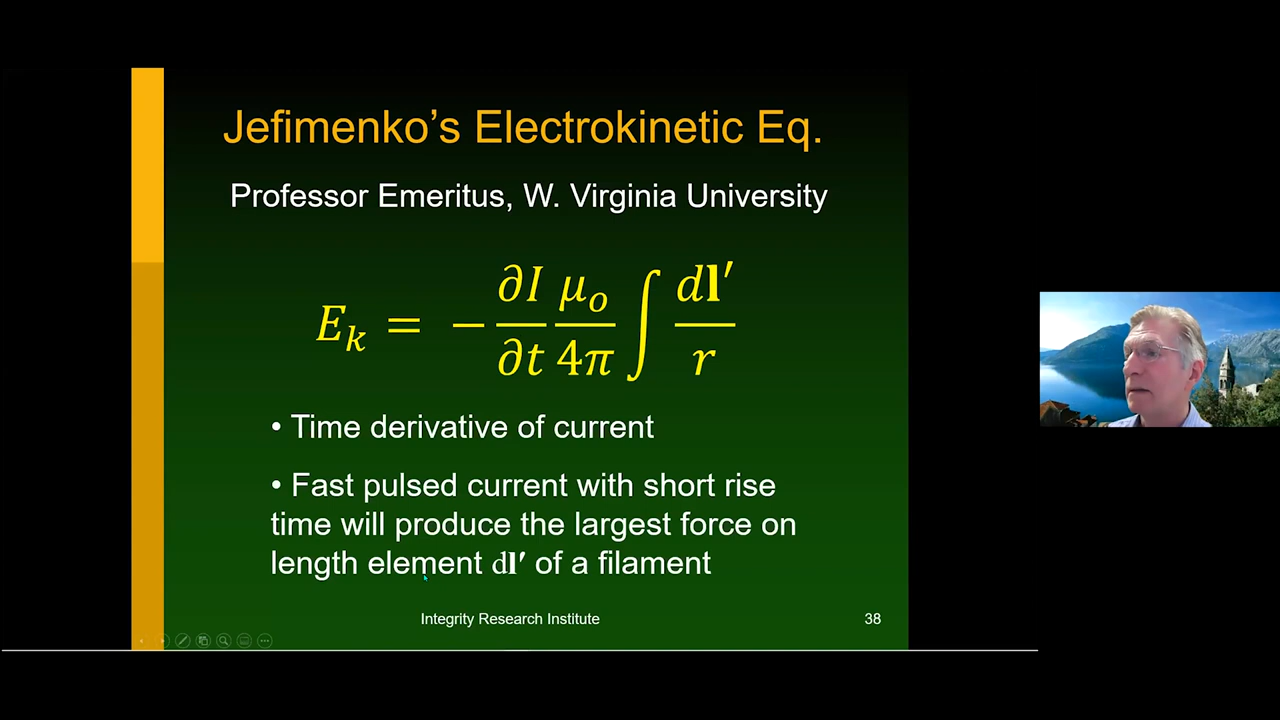 Jefimenko's Electrokinetic Eq.
Professor Emeritus, W. Virginia University
E_k = − ∂I/∂t μ_o/4π ∫ d𝐥′/r
• Time derivative of current
• Fast pulsed current with short rise
time will produce the largest force on
length element d𝐥′ of a filament
Integrity Research Institute
38